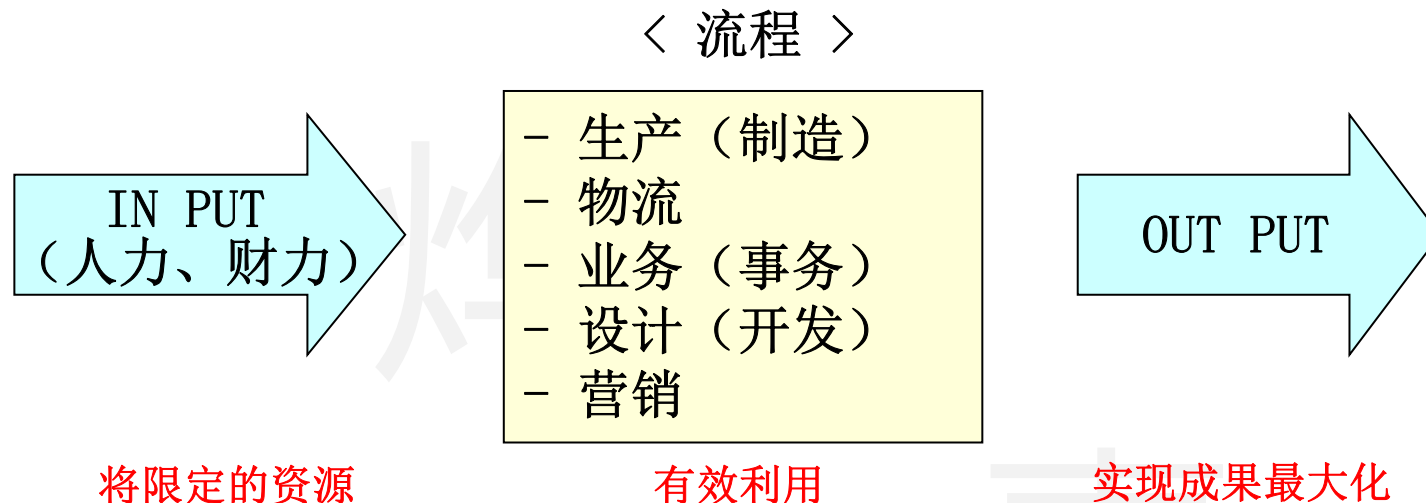 < 流程 >
IN PUT
（人力、财力）
- 生产（制造）
- 物流
- 业务（事务）
- 设计（开发）
- 营销
OUT PUT
将限定的资源
有效利用
实现成果最大化